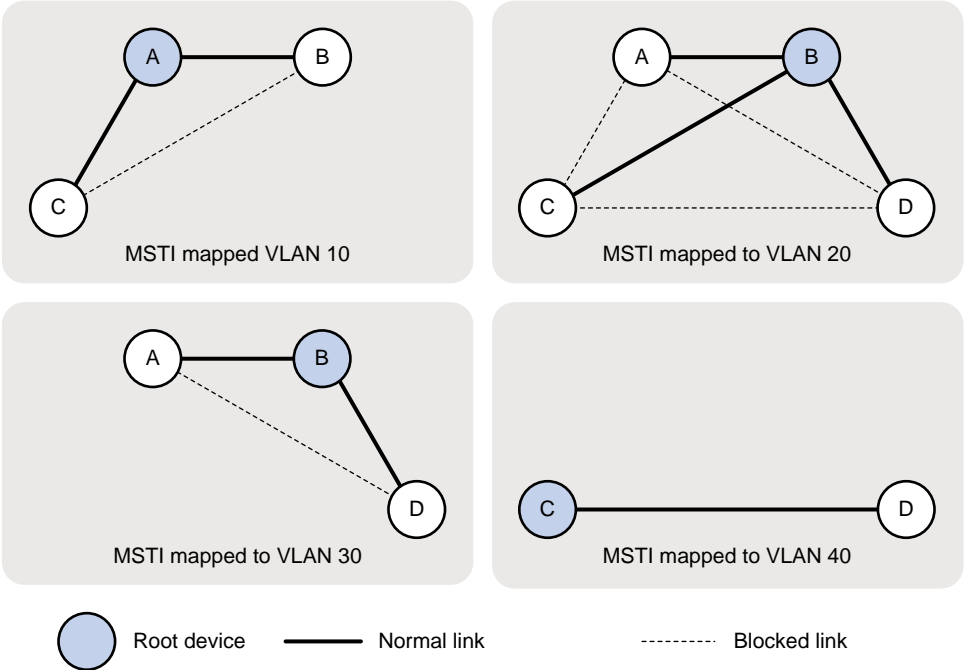 A
B
C
MSTI mapped VLAN 10
A
B
C
D
MSTI mapped to VLAN 20
A
B
D
MSTI mapped to VLAN 30
C
D
MSTI mapped to VLAN 40
Root device
Normal link
Blocked link